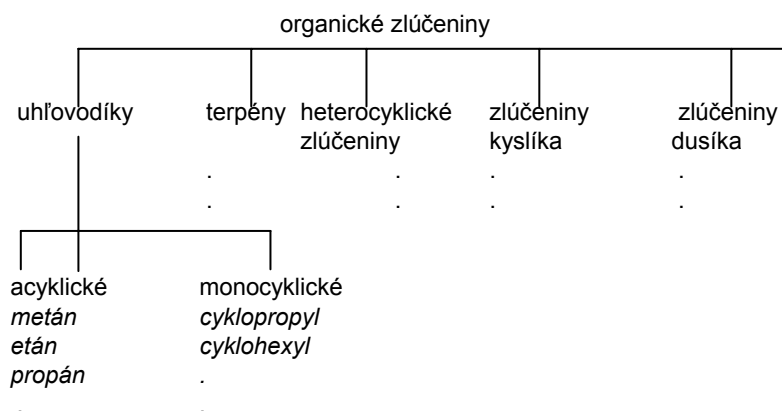 organické zlúčeniny
uhľovodíky terpény heterocyklické zlúčeniny zlúčeniny
zlúčeniny kyslíka dusíka
. . . .
. . . .
acyklické monocyklické
metán cyklopropyl
etán cyklohexyl
propán .
. .